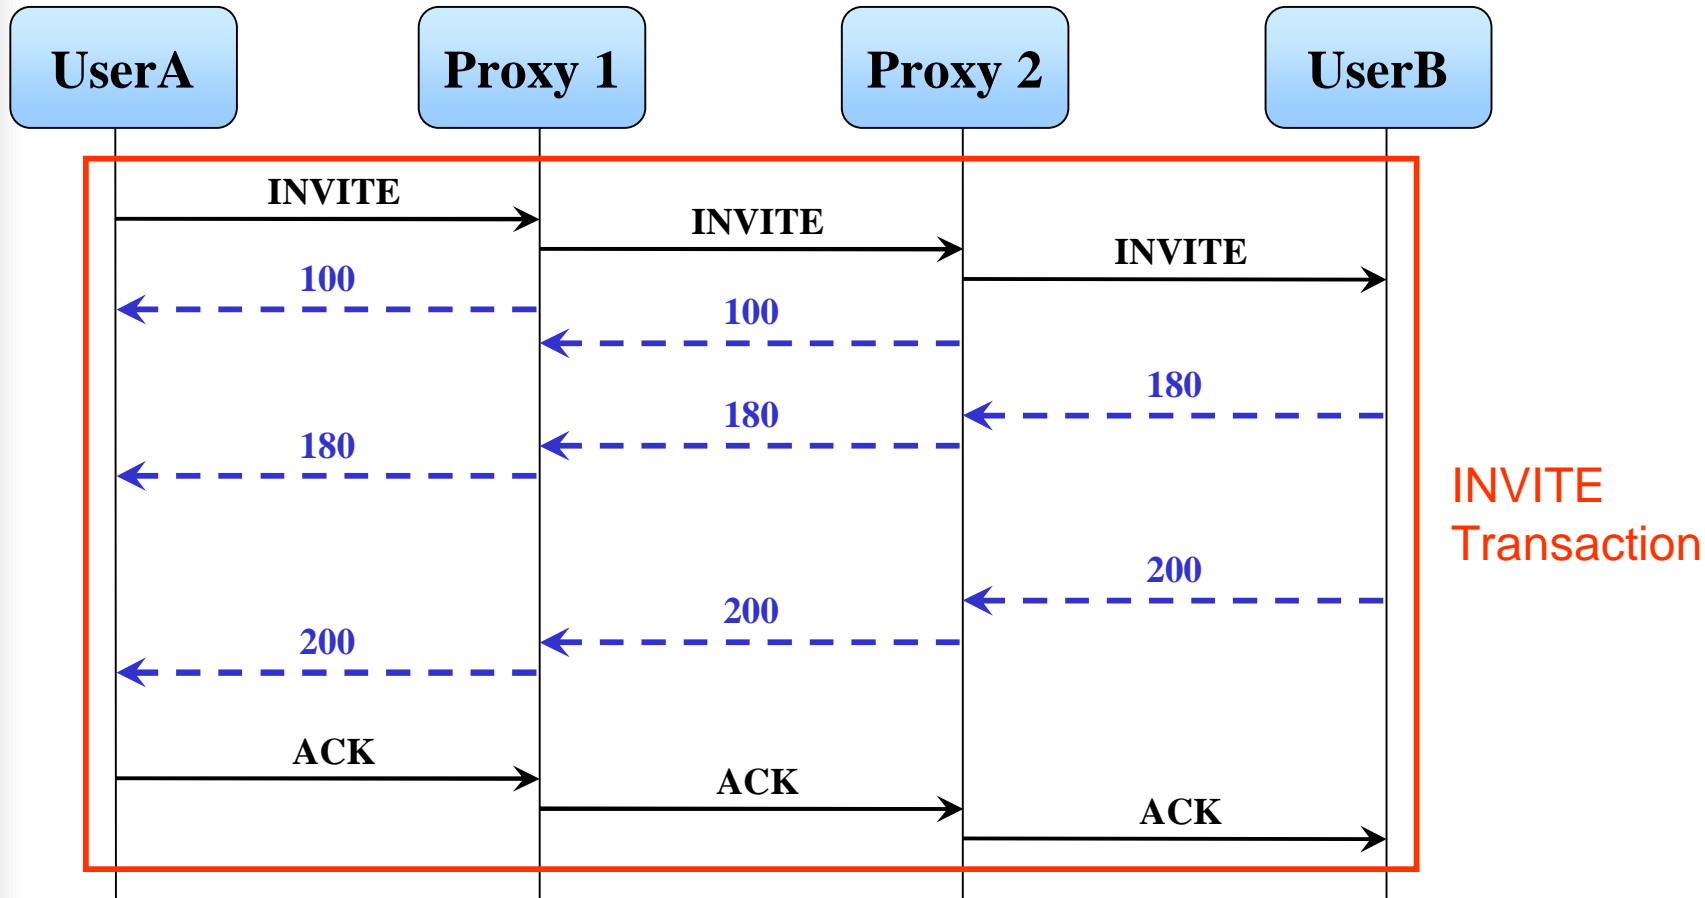 UserA
Proxy 1
Proxy 2
UserB
INVITE
INVITE
INVITE
100
100
180
180
180
INVITE
Transaction
200
200
200
ACK
ACK
ACK